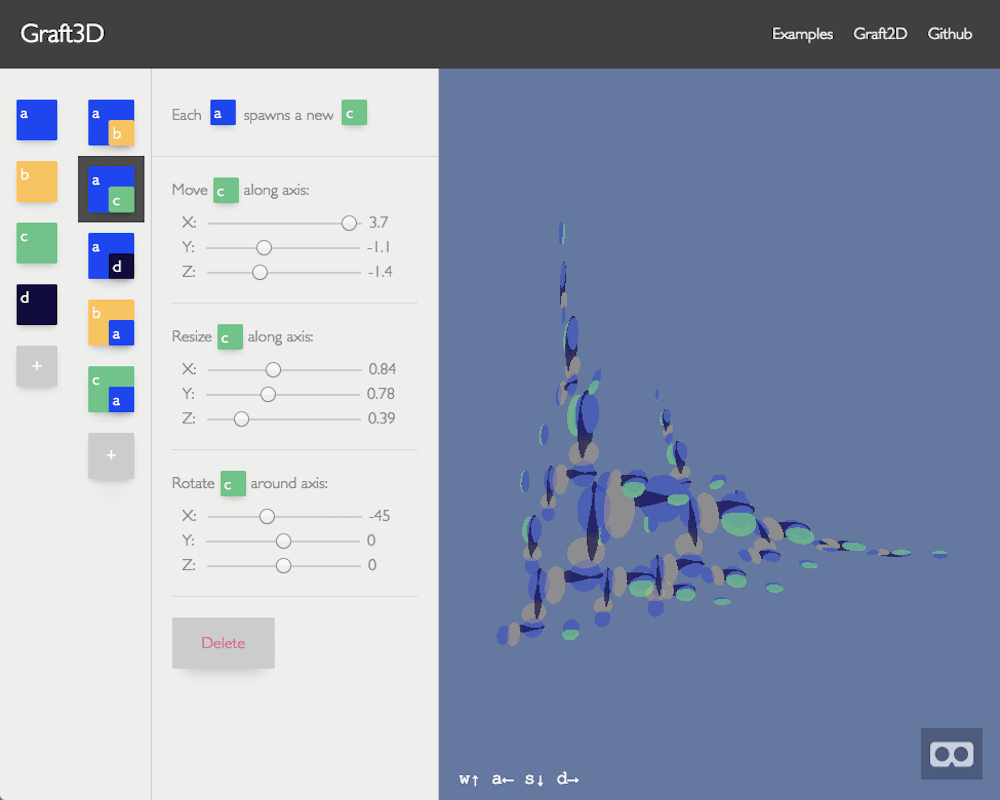 Graft3D
Examples Graft2D Github
a
b
c
d
+
a b
a c
a d
b a
c a
+
Each a spawns a new c
Move c along axis:
X: 3.7
Y: -1.1
Z: -1.4
Resize c along axis:
X: 0.84
Y: 0.78
Z: 0.39
Rotate c around axis:
X: -45
Y: 0
Z: 0
Delete
w↑ a← s↓ d→